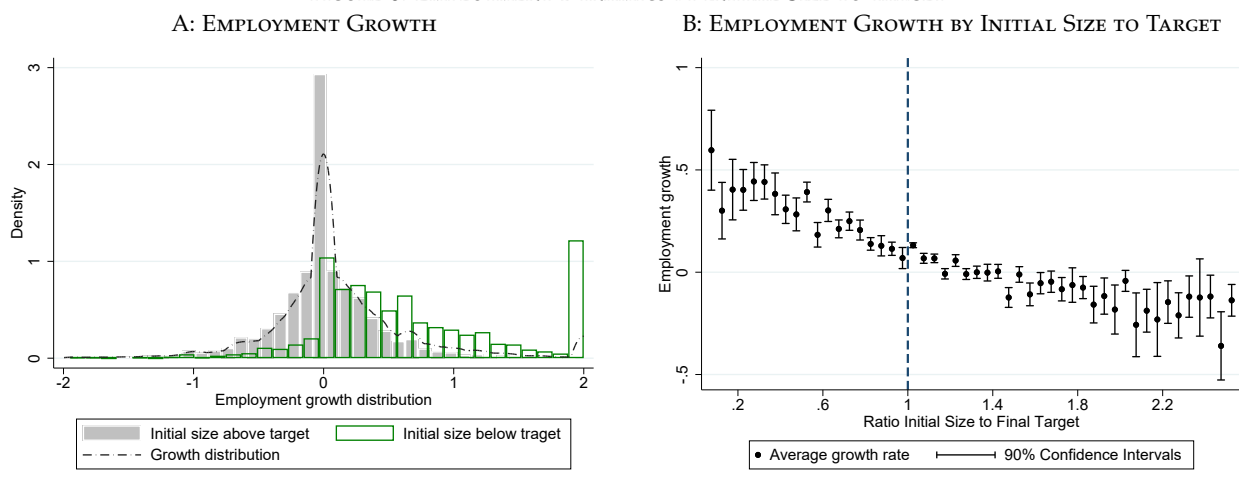 A: EMPLOYMENT GROWTH
3
2
1
0
Density
-2 -1 0 1 2
Employment growth distribution
Initial size above target Initial size below traget
Growth distribution
B: EMPLOYMENT GROWTH BY INITIAL SIZE TO TARGET
1
.5
0
-.5
Employment growth
.2 .6 1 1.4 1.8 2.2
Ratio Initial Size to Final Target
Average growth rate 90% Confidence Intervals